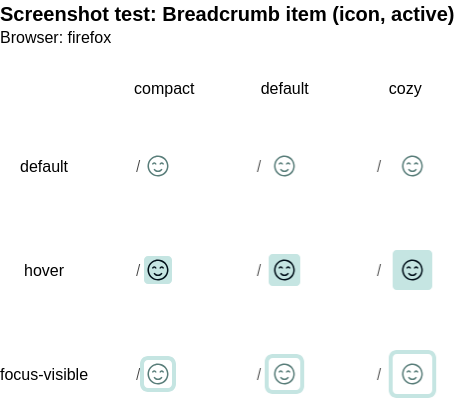 Screenshot test: Breadcrumb item (icon, active)
Browser: firefox
compact default cozy
default / / /
hover / / /
focus-visible / / /